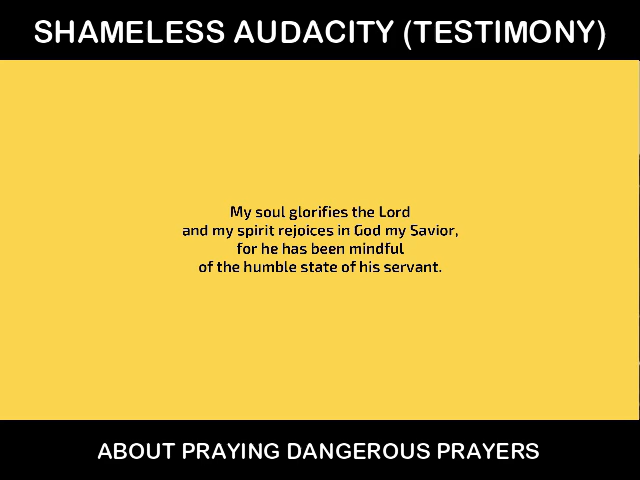 SHAMELESS AUDACITY (TESTIMONY)
My soul glorifies the Lord
and my spirit rejoices in God my Savior,
for he has been mindful
of the humble state of his servant.
ABOUT PRAYING DANGEROUS PRAYERS